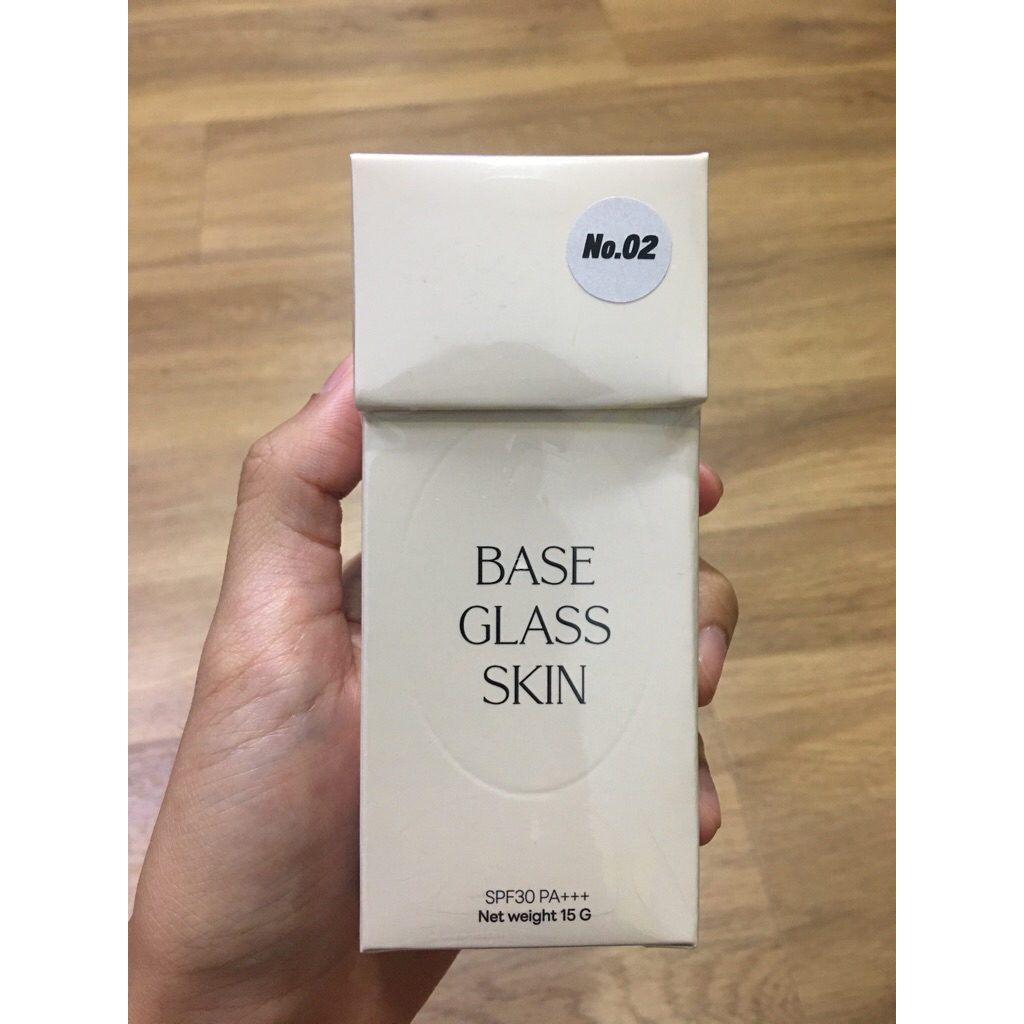 No.02
BASE
GLASS
SKIN
SPF30 PA+++
Net weight 15 G